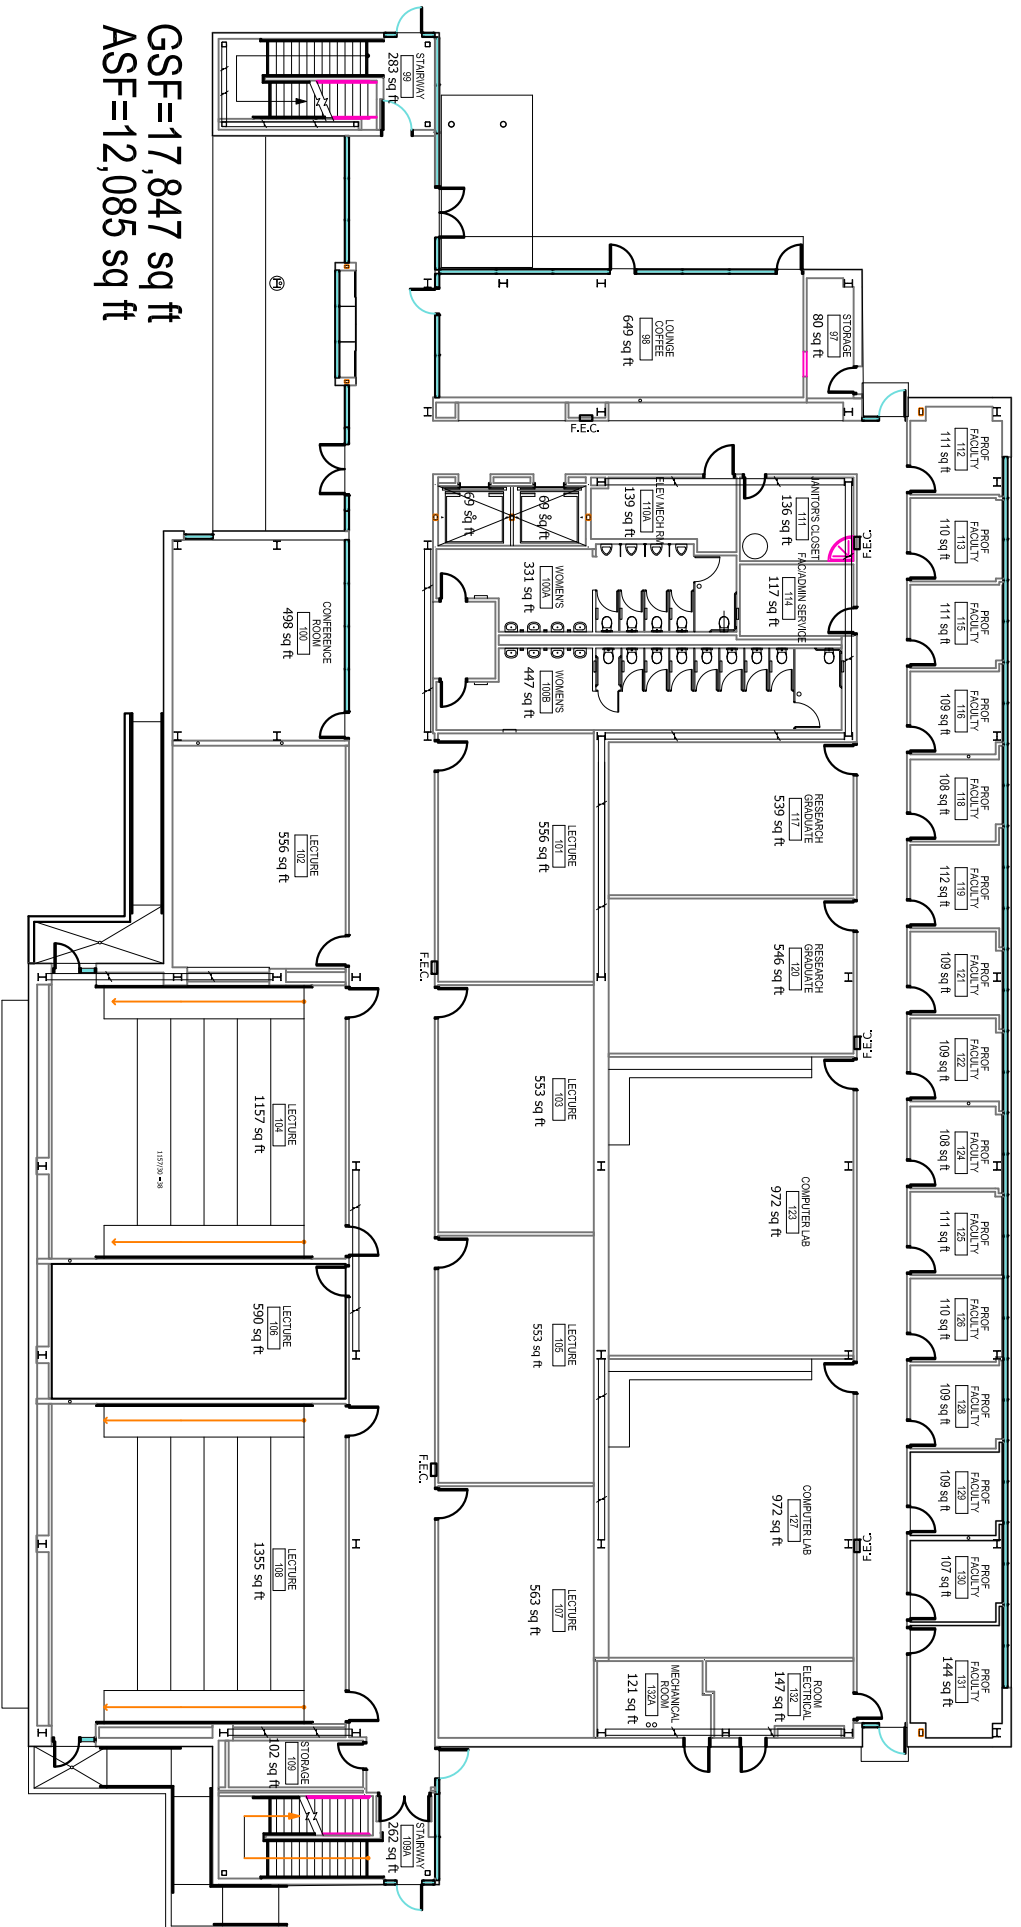 GSF=17,847 sq ft
ASF=12,085 sq ft
STAIRWAY
99
283 sq ft
STORAGE
97
80 sq ft
LOUNGE
COFFEE
98
649 sq ft
F.E.C.
PROF
FACULTY
112
111 sq ft
PROF
FACULTY
113
110 sq ft
PROF
FACULTY
115
111 sq ft
PROF
FACULTY
116
109 sq ft
PROF
FACULTY
118
108 sq ft
PROF
FACULTY
119
112 sq ft
PROF
FACULTY
121
109 sq ft
PROF
FACULTY
122
109 sq ft
PROF
FACULTY
124
108 sq ft
PROF
FACULTY
125
111 sq ft
PROF
FACULTY
126
110 sq ft
PROF
FACULTY
128
109 sq ft
PROF
FACULTY
129
109 sq ft
PROF
FACULTY
130
107 sq ft
PROF
FACULTY
131
144 sq ft
F.E.C.
F.E.C.
F.E.C.
JANITOR'S CLOSET
111
136 sq ft
ELEV MECH RM
110A
139 sq ft
69 sq ft
69 sq ft
FAC/ADMIN SERVICE
114
117 sq ft
WOMEN'S
100A
331 sq ft
WOMEN'S
100B
447 sq ft
RESEARCH
GRADUATE
117
539 sq ft
RESEARCH
GRADUATE
120
546 sq ft
COMPUTER LAB
123
972 sq ft
COMPUTER LAB
127
972 sq ft
ROOM
ELECTRICAL
132
147 sq ft
MECHANICAL
ROOM
132A
121 sq ft
LECTURE
101
556 sq ft
LECTURE
103
553 sq ft
LECTURE
105
553 sq ft
LECTURE
107
563 sq ft
F.E.C.
F.E.C.
CONFERENCE
ROOM
100
498 sq ft
LECTURE
102
556 sq ft
LECTURE
104
1157 sq ft
1157/30 =38
LECTURE
106
590 sq ft
LECTURE
108
1355 sq ft
STORAGE
109
102 sq ft
STAIRWAY
109A
262 sq ft